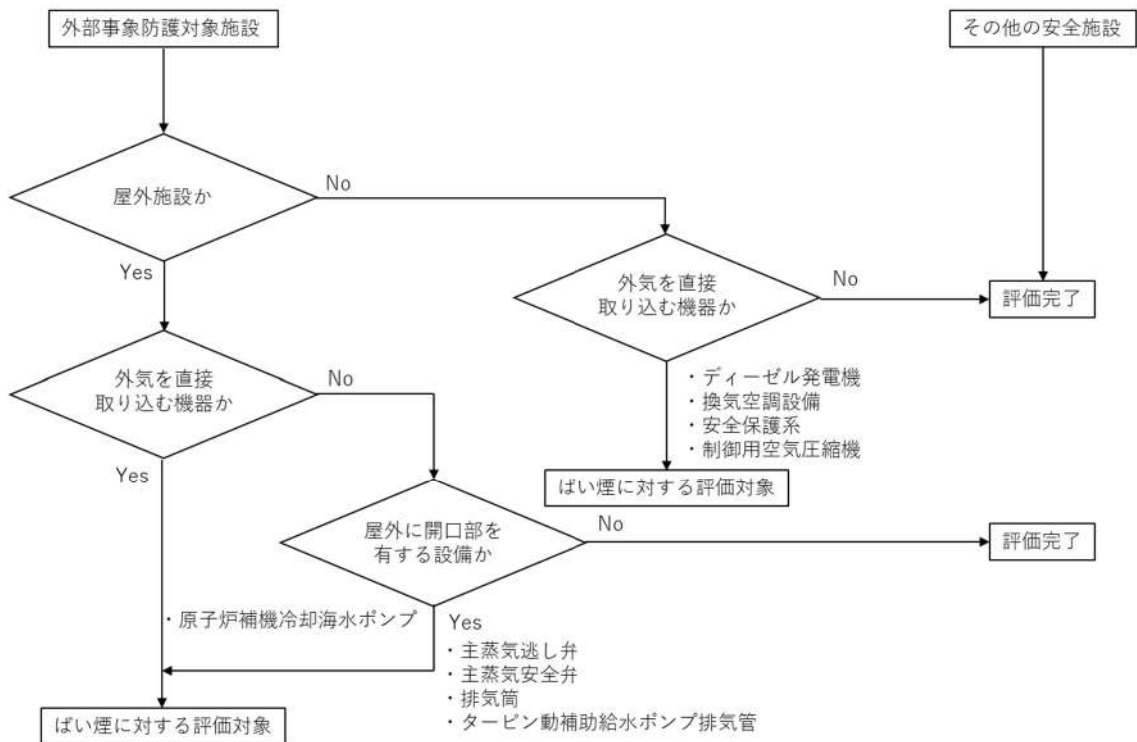 外部事象防護対象施設
その他の安全施設
屋外施設か
No
Yes
外気を直接
取り込む機器か
No
評価完了
・ディーゼル発電機
・換気空調設備
・安全保護系
・制御用空気圧縮機
ばい煙に対する評価対象
外気を直接
取り込む機器か
No
Yes
屋外に開口部を
有する設備か
No
評価完了
・原子炉補機冷却海水ポンプ
Yes
・主蒸気逃し弁
・主蒸気安全弁
・排気筒
・タービン動補助給水ポンプ排気管
ばい煙に対する評価対象